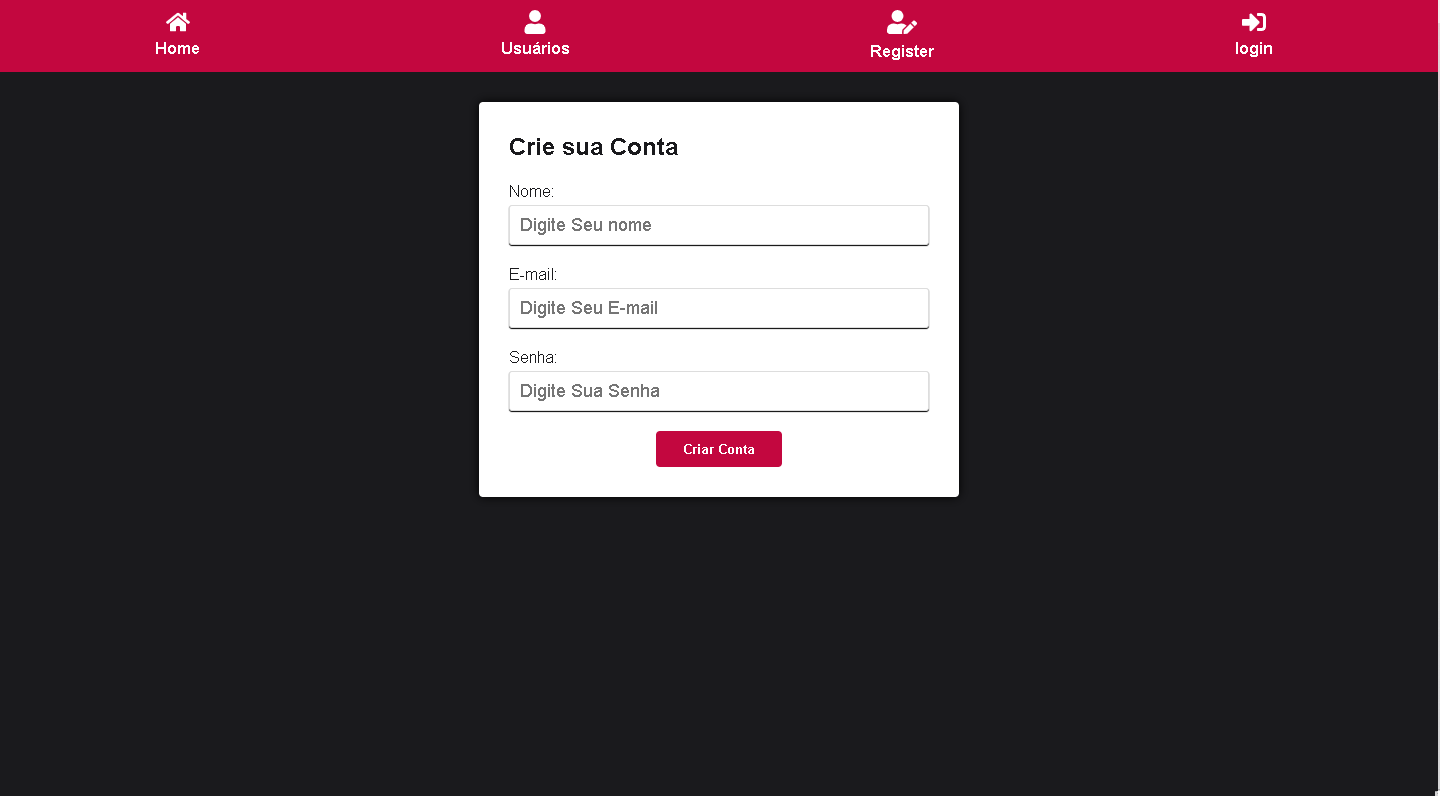 Home
Usuários
Register
login
Crie sua Conta
Nome:
Digite Seu nome
E-mail:
Digite Seu E-mail
Senha:
Digite Sua Senha
Criar Conta